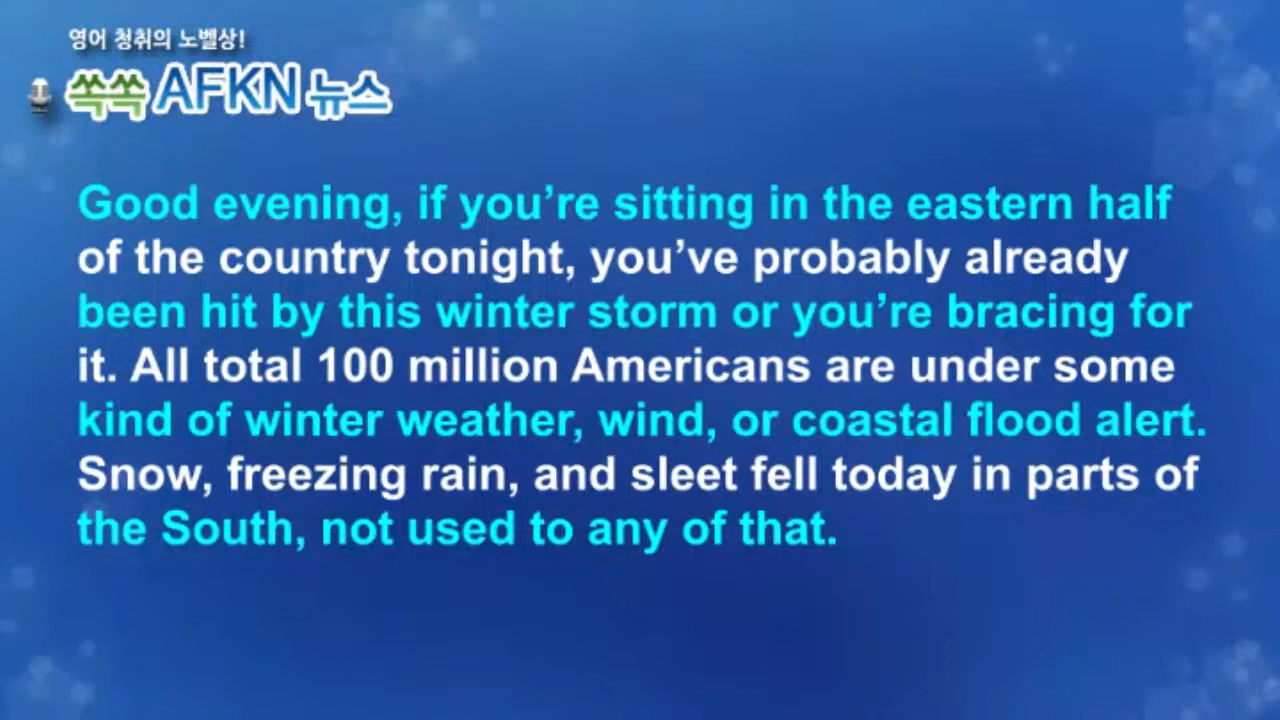 영어 청취의 노벨상!
쏙쏙 AFKN 뉴스
Good evening, if you’re sitting in the eastern half
of the country tonight, you’ve probably already
been hit by this winter storm or you’re bracing for
it. All total 100 million Americans are under some
kind of winter weather, wind, or coastal flood alert.
Snow, freezing rain, and sleet fell today in parts of
the South, not used to any of that.